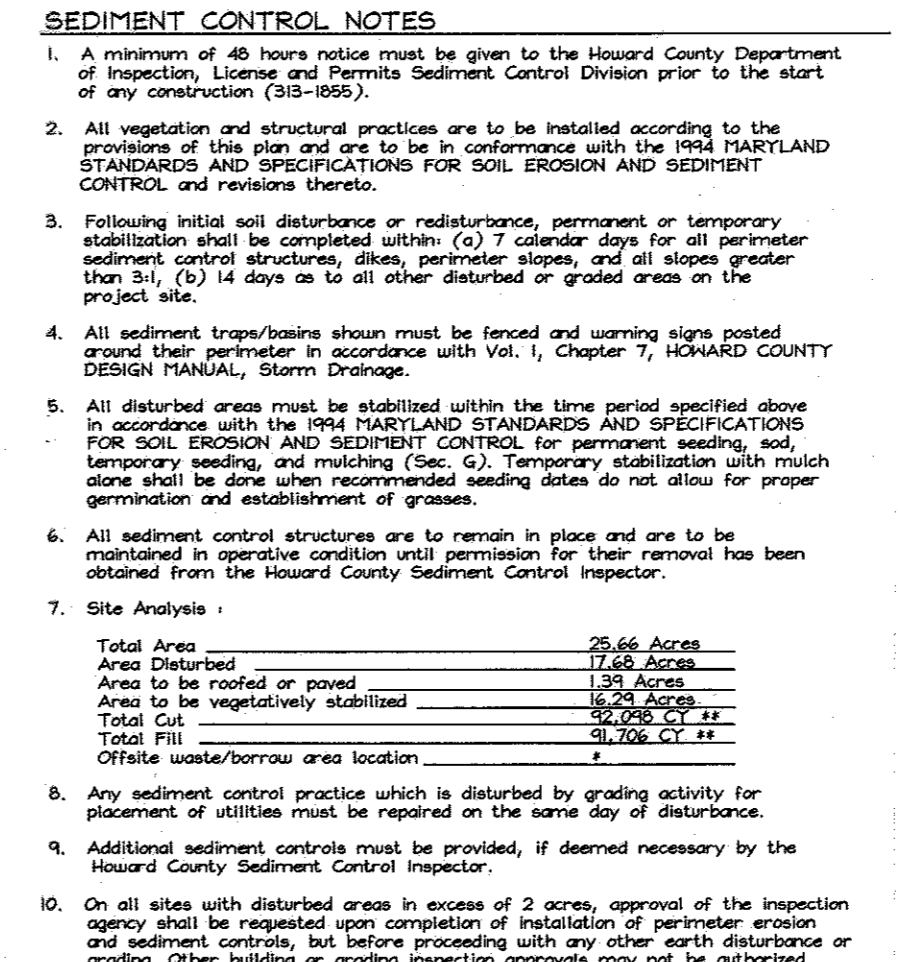 SEDIMENT CONTROL NOTES
1. A minimum of 48 hours notice must be given to the Howard County Department
of Inspection, License and Permits Sediment Control Division prior to the start
of any construction (313-1855).
2. All vegetation and structural practices are to be installed according to the
provisions of this plan and are to be in conformance with the 1994 MARYLAND
STANDARDS AND SPECIFICATIONS FOR SOIL EROSION AND SEDIMENT
CONTROL and revisions thereto.
3. Following initial soil disturbance or redisturbance, permanent or temporary
stabilization shall be completed within: (a) 7 calendar days for all perimeter
sediment control structures, dikes, perimeter slopes, and all slopes greater
than 3:1, (b) 14 days as to all other disturbed or graded areas on the
project site.
4. All sediment traps/basins shown must be fenced and warning signs posted
around their perimeter in accordance with Vol. 1, Chapter 7, HOWARD COUNTY
DESIGN MANUAL, Storm Drainage.
5. All disturbed areas must be stabilized within the time period specified above
in accordance with the 1994 MARYLAND STANDARDS AND SPECIFICATIONS
FOR SOIL EROSION AND SEDIMENT CONTROL for permanent seeding, sod,
temporary seeding, and mulching (Sec. G). Temporary stabilization with mulch
alone shall be done when recommended seeding dates do not allow for proper
germination and establishment of grasses.
6. All sediment control structures are to remain in place and are to be
maintained in operative condition until permission for their removal has been
obtained from the Howard County Sediment Control Inspector.
7. Site Analysis :
Total Area 25.66 Acres
Area Disturbed 17.68 Acres
Area to be roofed or paved 1.39 Acres
Area to be vegetatively stabilized 16.29 Acres
Total Cut 92,098 CY **
Total Fill 91,706 CY **
Offsite waste/borrow area location *
8. Any sediment control practice which is disturbed by grading activity for
placement of utilities must be repaired on the same day of disturbance.
9. Additional sediment controls must be provided, if deemed necessary by the
Howard County Sediment Control Inspector.
10. On all sites with disturbed areas in excess of 2 acres, approval of the inspection
agency shall be requested upon completion of installation of perimeter erosion
and sediment controls, but before proceeding with any other earth disturbance or
grading. Other building or grading inspection approvals may not be authorized